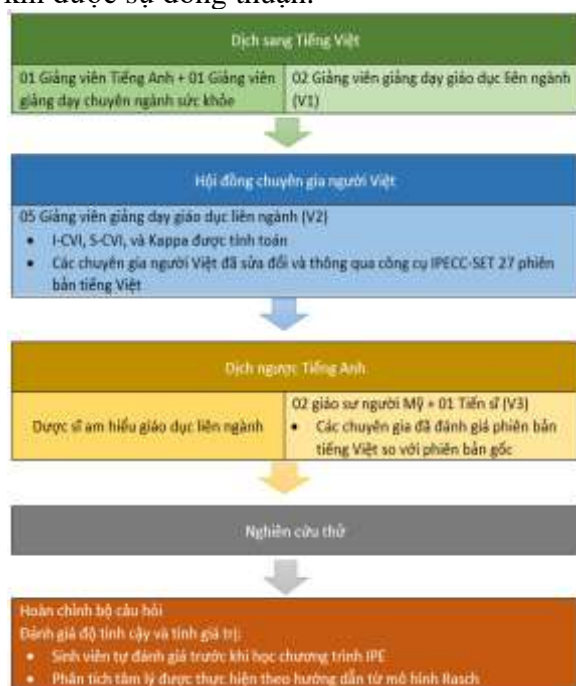 khi được sự đồng thuận.
Dịch sang Tiếng Việt
01 Giảng viên Tiếng Anh + 01 Giảng viên
giảng dạy chuyên ngành sức khỏe
02 Giảng viên giảng dạy giáo dục liên ngành
(V1)
Hội đồng chuyên gia người Việt
05 Giảng viên giảng dạy giáo dục liên ngành (V2)
• I-CVI, S-CVI, và Kappa được tính toán
• Các chuyên gia người Việt đã sửa đổi và thông qua công cụ IPECC-SET 27 phiên
bản tiếng Việt
Dịch ngược Tiếng Anh
Dược sĩ am hiểu giáo dục liên ngành
02 giáo sư người Mỹ + 01 Tiến sĩ (V3)
• Các chuyên gia đã đánh giá phiên bản
tiếng Việt so với phiên bản gốc
Nghiên cứu thử
Hoàn chỉnh bộ câu hỏi
Đánh giá độ tinh cậy và tính giá trị:
• Sinh viên tự đánh giá trước khi học chương trình IPE
• Phân tích tâm lý được thực hiện theo hướng dẫn từ mô hình Rasch